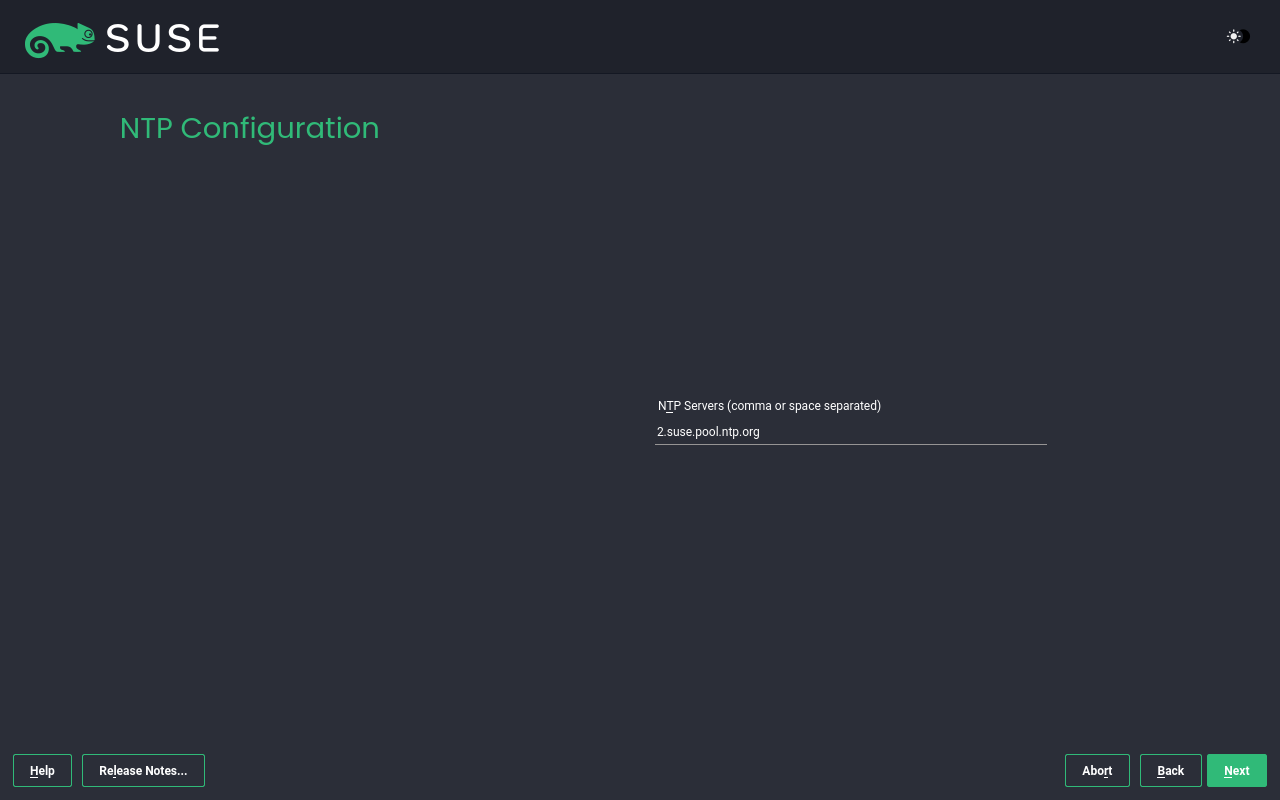 SUSE
NTP Configuration
NTP Servers (comma or space separated)
2.suse.pool.ntp.org
Help
Release Notes...
Abort
Back
Next